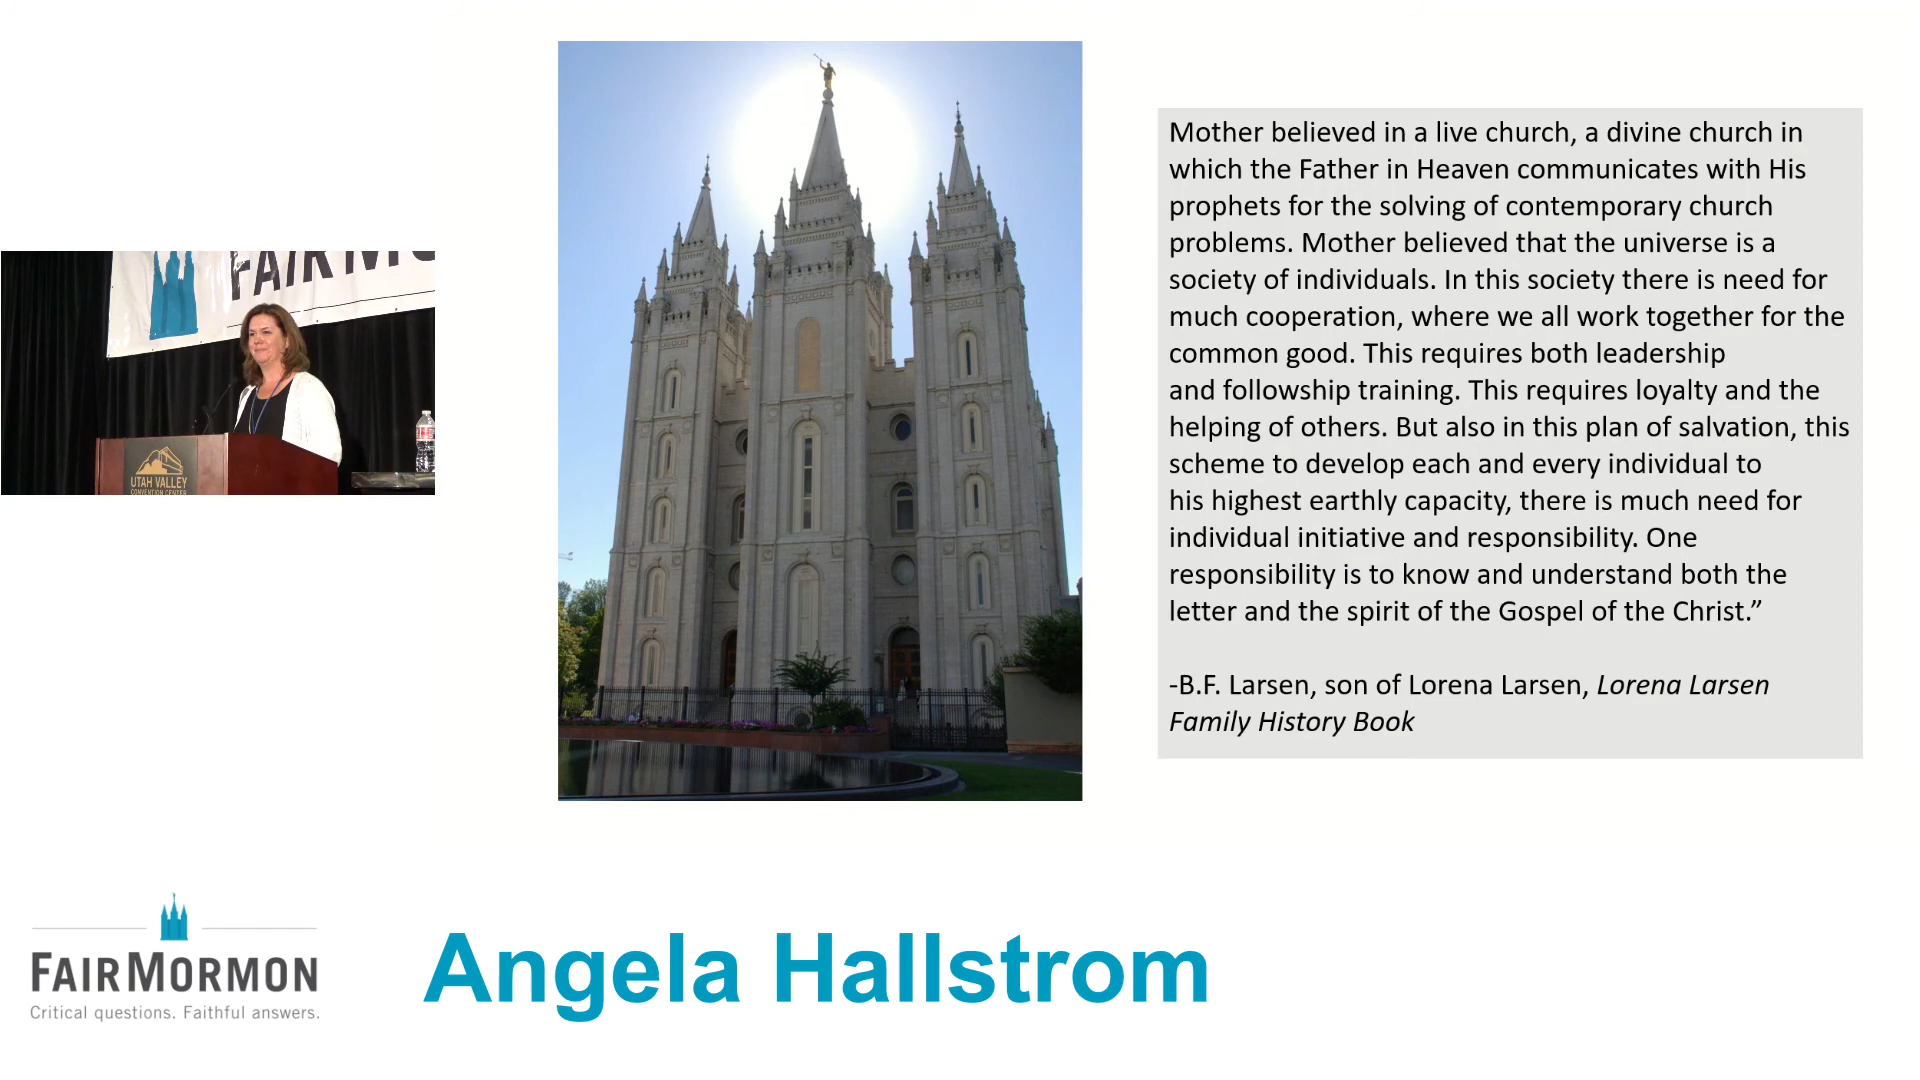 FAIRMO
UTAH VALLEY
CONVENTION CENTER
Mother believed in a live church, a divine church in
which the Father in Heaven communicates with His
prophets for the solving of contemporary church
problems. Mother believed that the universe is a
society of individuals. In this society there is need for
much cooperation, where we all work together for the
common good. This requires both leadership
and followship training. This requires loyalty and the
helping of others. But also in this plan of salvation, this
scheme to develop each and every individual to
his highest earthly capacity, there is much need for
individual initiative and responsibility. One
responsibility is to know and understand both the
letter and the spirit of the Gospel of the Christ.”
-B.F. Larsen, son of Lorena Larsen, Lorena Larsen
Family History Book
FAIRMORMON
Critical questions. Faithful answers.
Angela Hallstrom